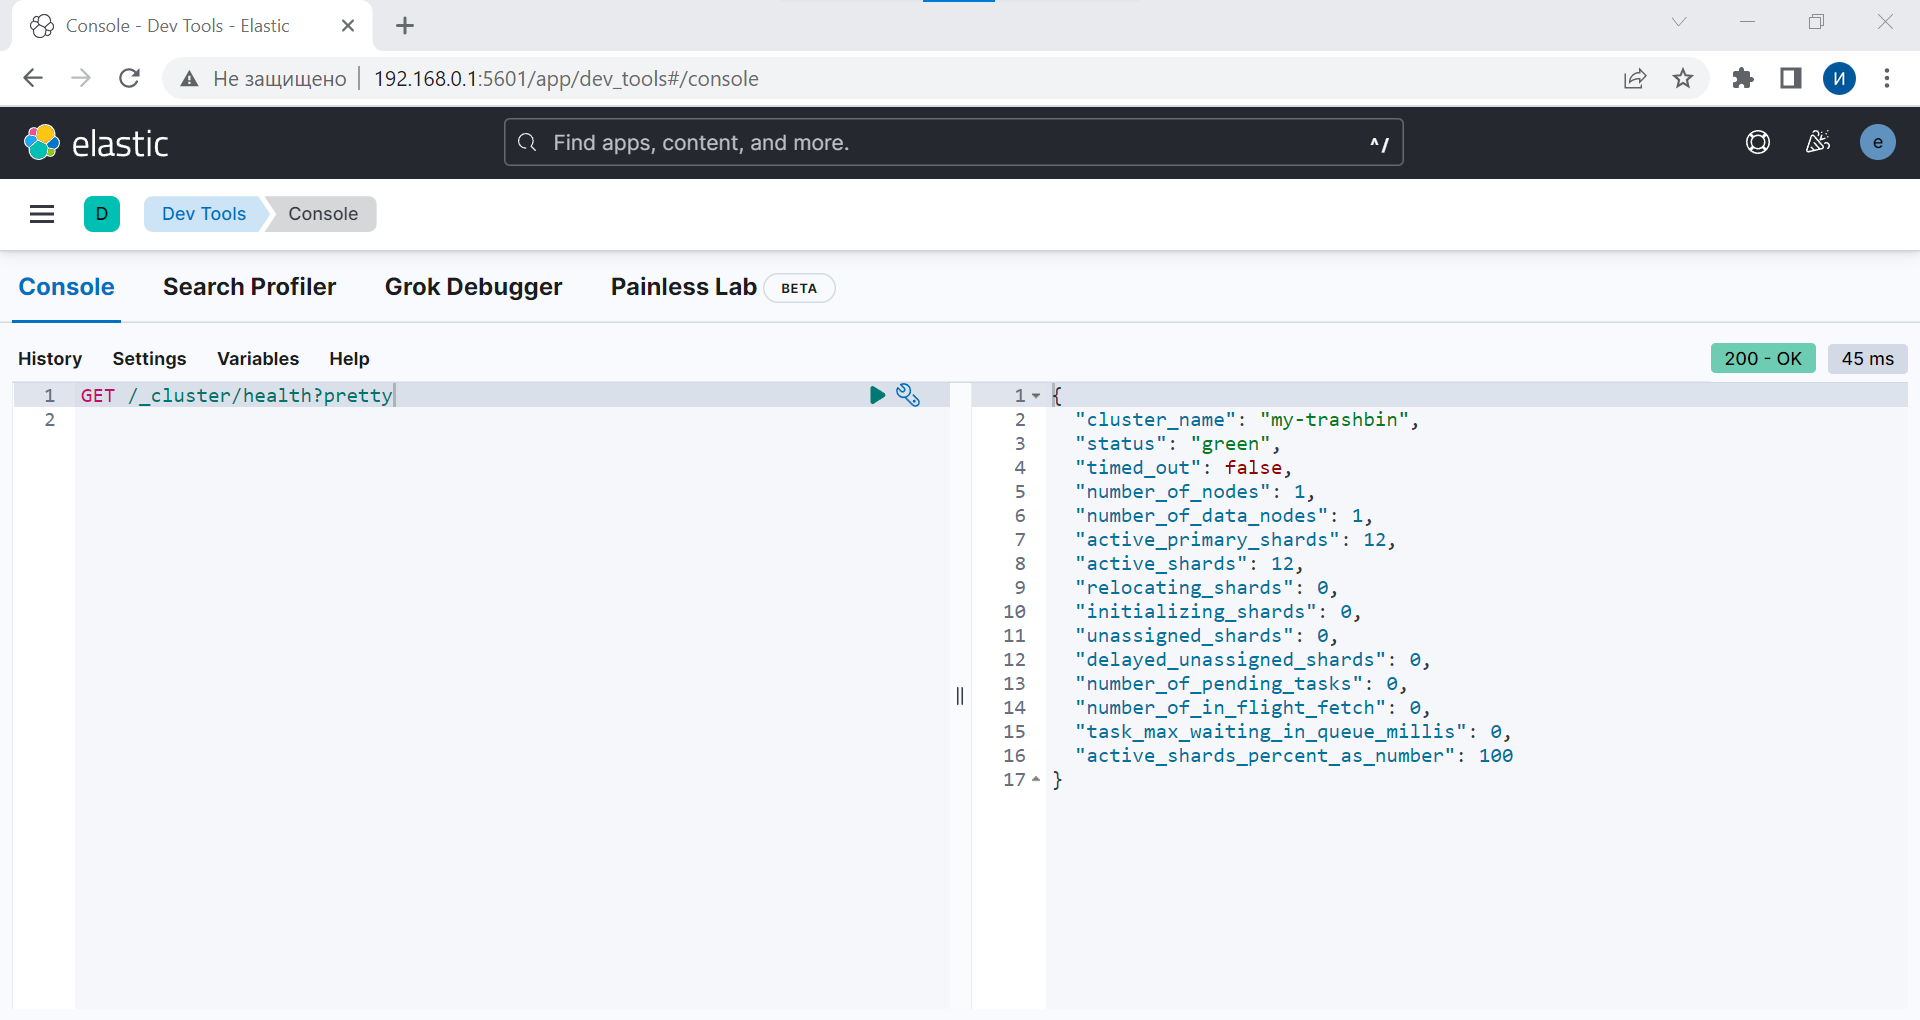 Console - Dev Tools - Elastic
Не защищено 192.168.0.1:5601/app/dev_tools#/console И
elastic Find apps, content, and more. ^/ e
D Dev Tools Console
Console Search Profiler Grok Debugger Painless Lab BETA
History Settings Variables Help 200 - OK 45 ms
1 GET /_cluster/health?pretty
2
1 {
2 "cluster_name": "my-trashbin",
3 "status": "green",
4 "timed_out": false,
5 "number_of_nodes": 1,
6 "number_of_data_nodes": 1,
7 "active_primary_shards": 12,
8 "active_shards": 12,
9 "relocating_shards": 0,
10 "initializing_shards": 0,
11 "unassigned_shards": 0,
12 "delayed_unassigned_shards": 0,
13 "number_of_pending_tasks": 0,
14 "number_of_in_flight_fetch": 0,
15 "task_max_waiting_in_queue_millis": 0,
16 "active_shards_percent_as_number": 100
17 }